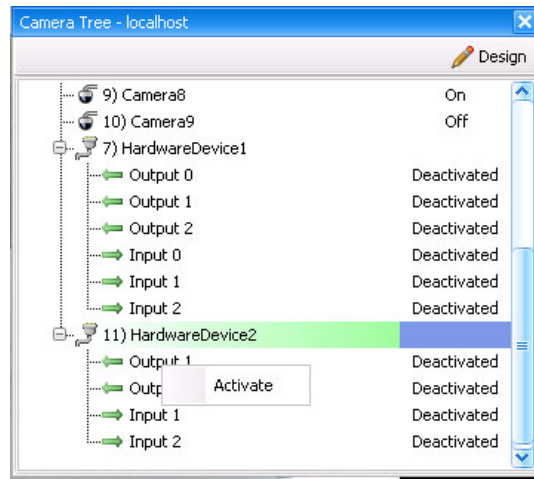 Camera Tree - localhost
Design
9) Camera8 On
10) Camera9 Off
7) HardwareDevice1
Output 0 Deactivated
Output 1 Deactivated
Output 2 Deactivated
Input 0 Deactivated
Input 1 Deactivated
Input 2 Deactivated
11) HardwareDevice2
Output 1 Deactivated
Outp Deactivated
Activate
Input 1 Deactivated
Input 2 Deactivated